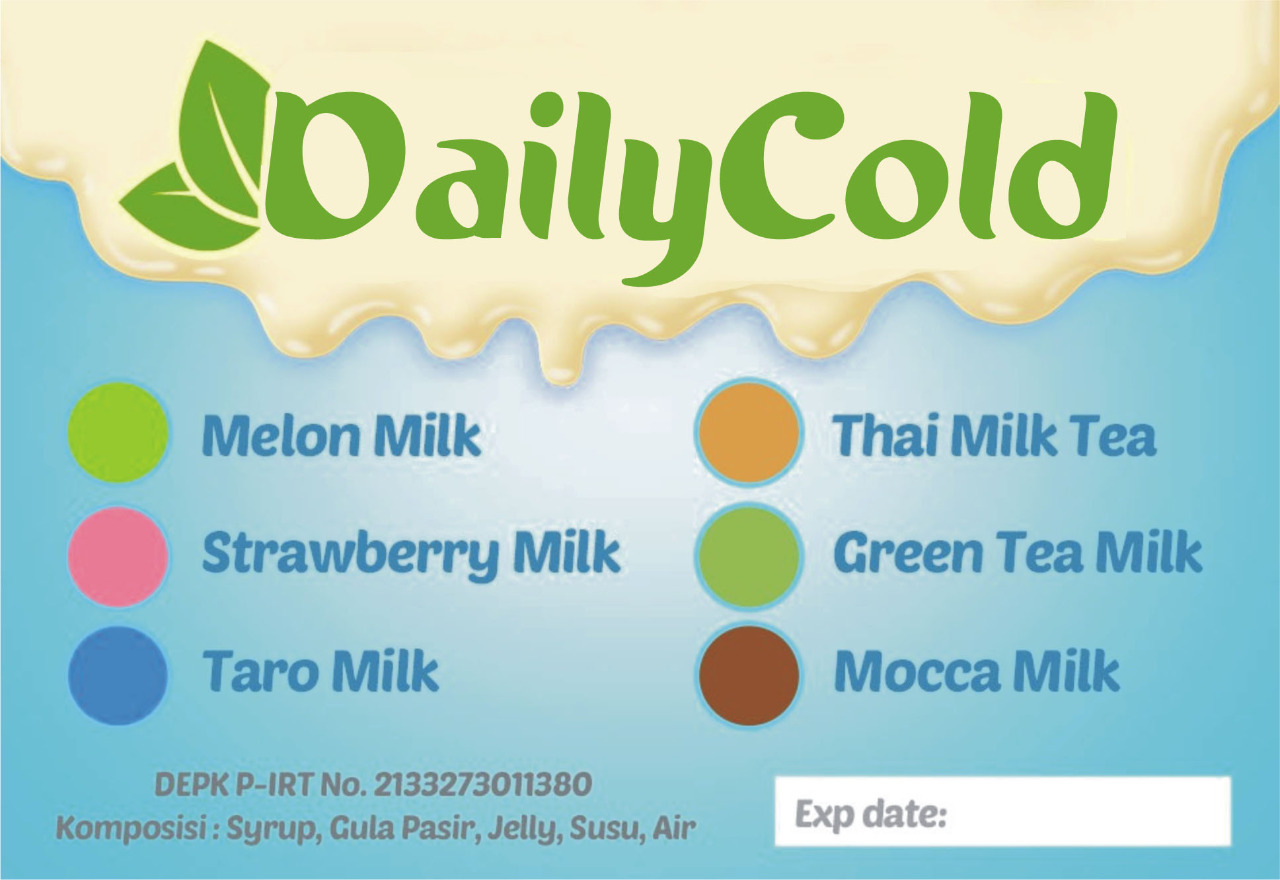 DailyCold
Melon Milk
Strawberry Milk
Taro Milk
Thai Milk Tea
Green Tea Milk
Mocca Milk
DEPK P-IRT No. 2133273011380
Komposisi : Syrup, Gula Pasir, Jelly, Susu, Air
Exp date: